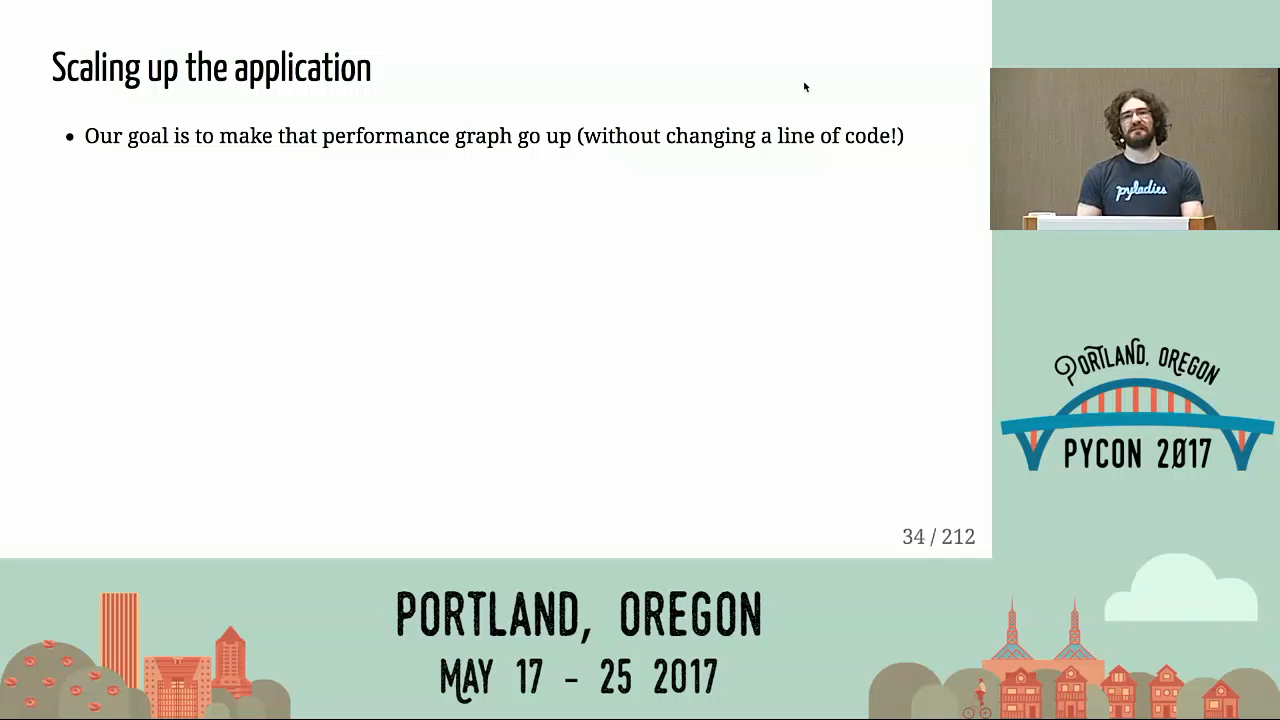 Scaling up the application
• Our goal is to make that performance graph go up (without changing a line of code!)
34 / 212
pyladies
PORTLAND, OREGON
PYCON 2017
PORTLAND, OREGON
MAY 17 - 25 2017